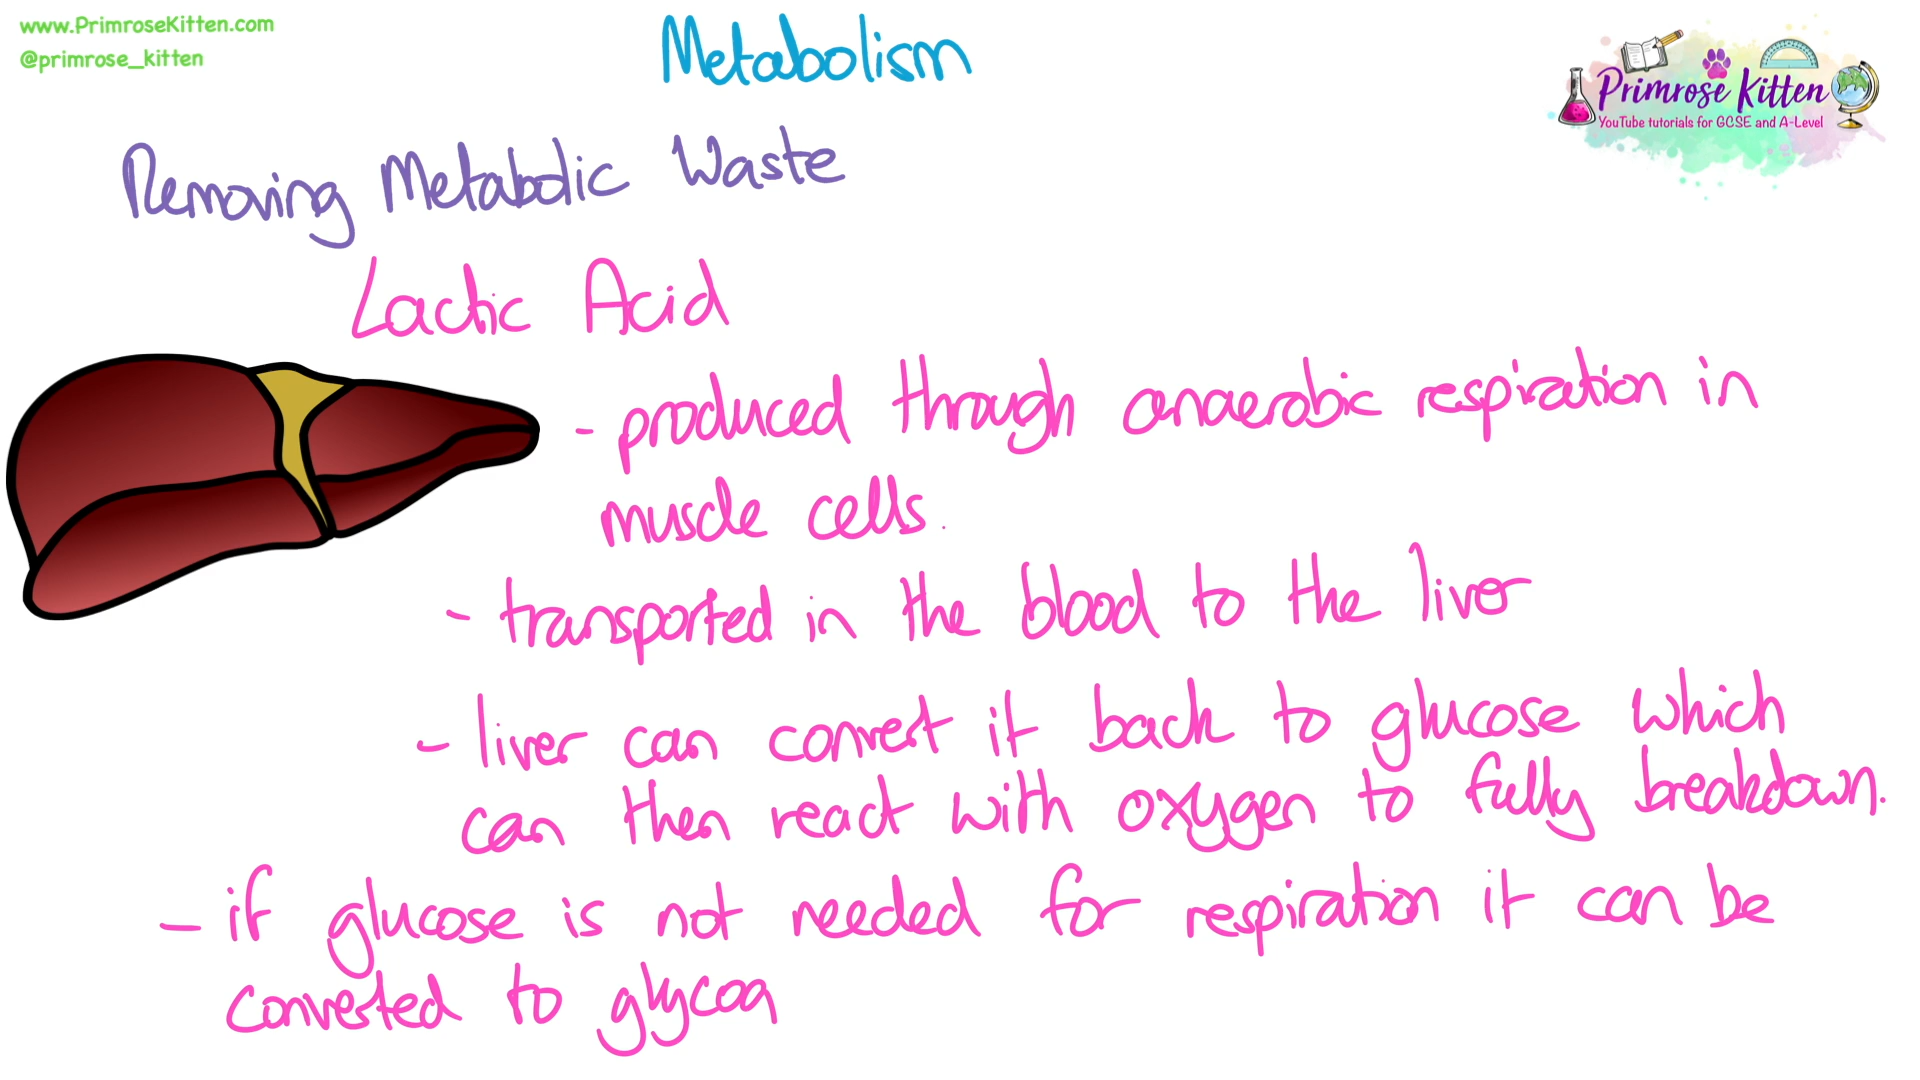 www.PrimroseKitten.com
@primrose_kitten
Metabolism
Primrose Kitten
YouTube tutorials for GCSE and A-Level
Removing Metabolic Waste
Lactic Acid
- produced through anaerobic respiration in
muscle cells.
- transported in the blood to the liver
- liver can convert it back to glucose which
can then react with oxygen to fully breakdown.
- if glucose is not needed for respiration it can be
converted to glycoa